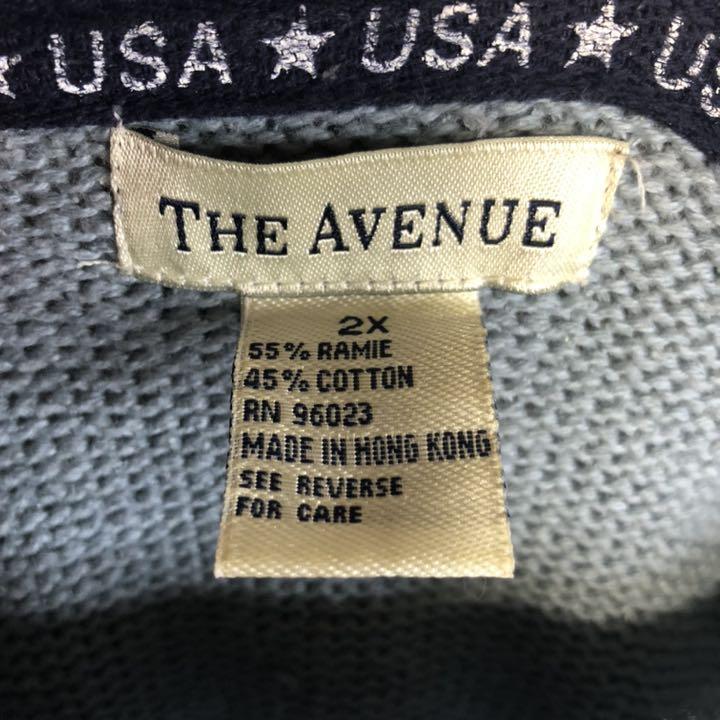 ★ USA ★ USA ★ US
THE AVENUE
2X
55% RAMIE
45% COTTON
RN 96023
MADE IN HONG KONG
SEE REVERSE
FOR CARE